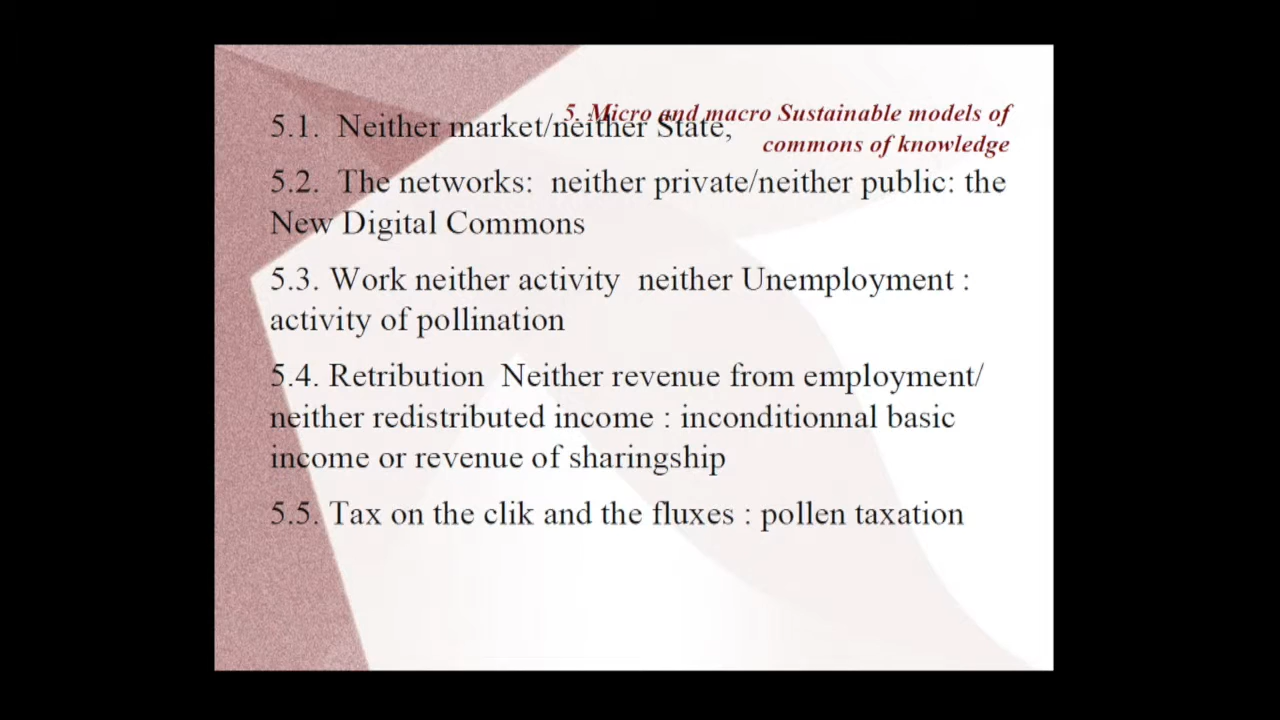 5. Micro and macro Sustainable models of
commons of knowledge
5.1. Neither market/neither State,
5.2. The networks: neither private/neither public: the
New Digital Commons
5.3. Work neither activity neither Unemployment :
activity of pollination
5.4. Retribution Neither revenue from employment/
neither redistributed income : inconditionnal basic
income or revenue of sharingship
5.5. Tax on the clik and the fluxes : pollen taxation